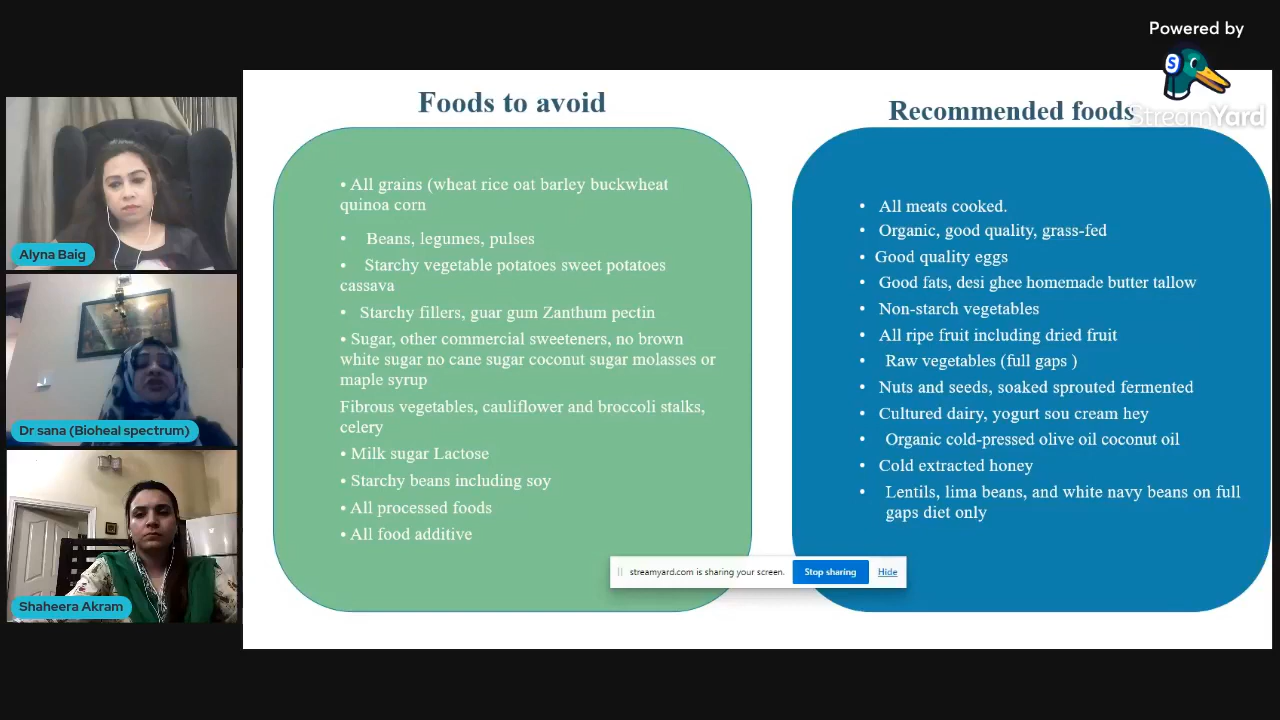 Powered by
StreamYard
Alyna Baig
Dr sana (Bioheal spectrum)
Shaheera Akram
Foods to avoid
• All grains (wheat rice oat barley buckwheat
quinoa corn
• Beans, legumes, pulses
• Starchy vegetable potatoes sweet potatoes
cassava
• Starchy fillers, guar gum Zanthum pectin
• Sugar, other commercial sweeteners, no brown
white sugar no cane sugar coconut sugar molasses or
maple syrup
Fibrous vegetables, cauliflower and broccoli stalks,
celery
• Milk sugar Lactose
• Starchy beans including soy
• All processed foods
• All food additive
Recommended foods
• All meats cooked.
• Organic, good quality, grass-fed
• Good quality eggs
• Good fats, desi ghee homemade butter tallow
• Non-starch vegetables
• All ripe fruit including dried fruit
• Raw vegetables (full gaps )
• Nuts and seeds, soaked sprouted fermented
• Cultured dairy, yogurt sou cream hey
• Organic cold-pressed olive oil coconut oil
• Cold extracted honey
• Lentils, lima beans, and white navy beans on full
gaps diet only
streamyard.com is sharing your screen.
Stop sharing
Hide